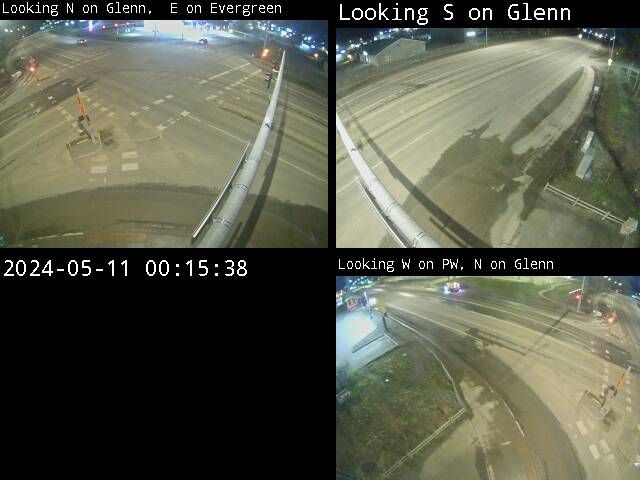 Looking N on Glenn, E on Evergreen
Looking S on Glenn
2024-05-11 00:15:38
Looking W on PW, N on Glenn